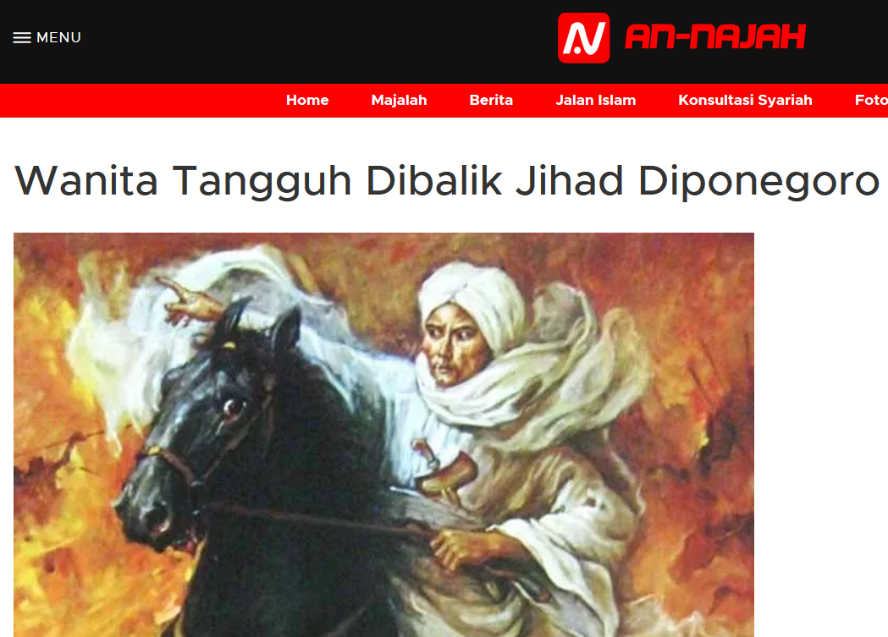 MENU
AN-NAJAH
Home Majalah Berita Jalan Islam Konsultasi Syariah Foto
Wanita Tangguh Dibalik Jihad Diponegoro